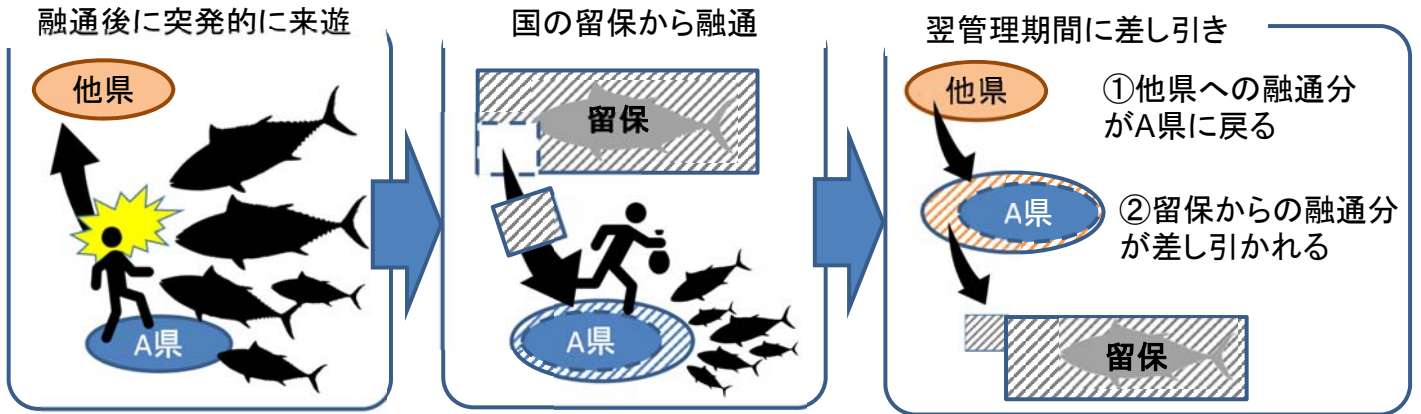 融通後に突発的に来遊
他県
A県
国の留保から融通
留保
A県
翌管理期間に差し引き
他県
①他県への融通分
がA県に戻る
A県
②留保からの融通分
が差し引かれる
留保